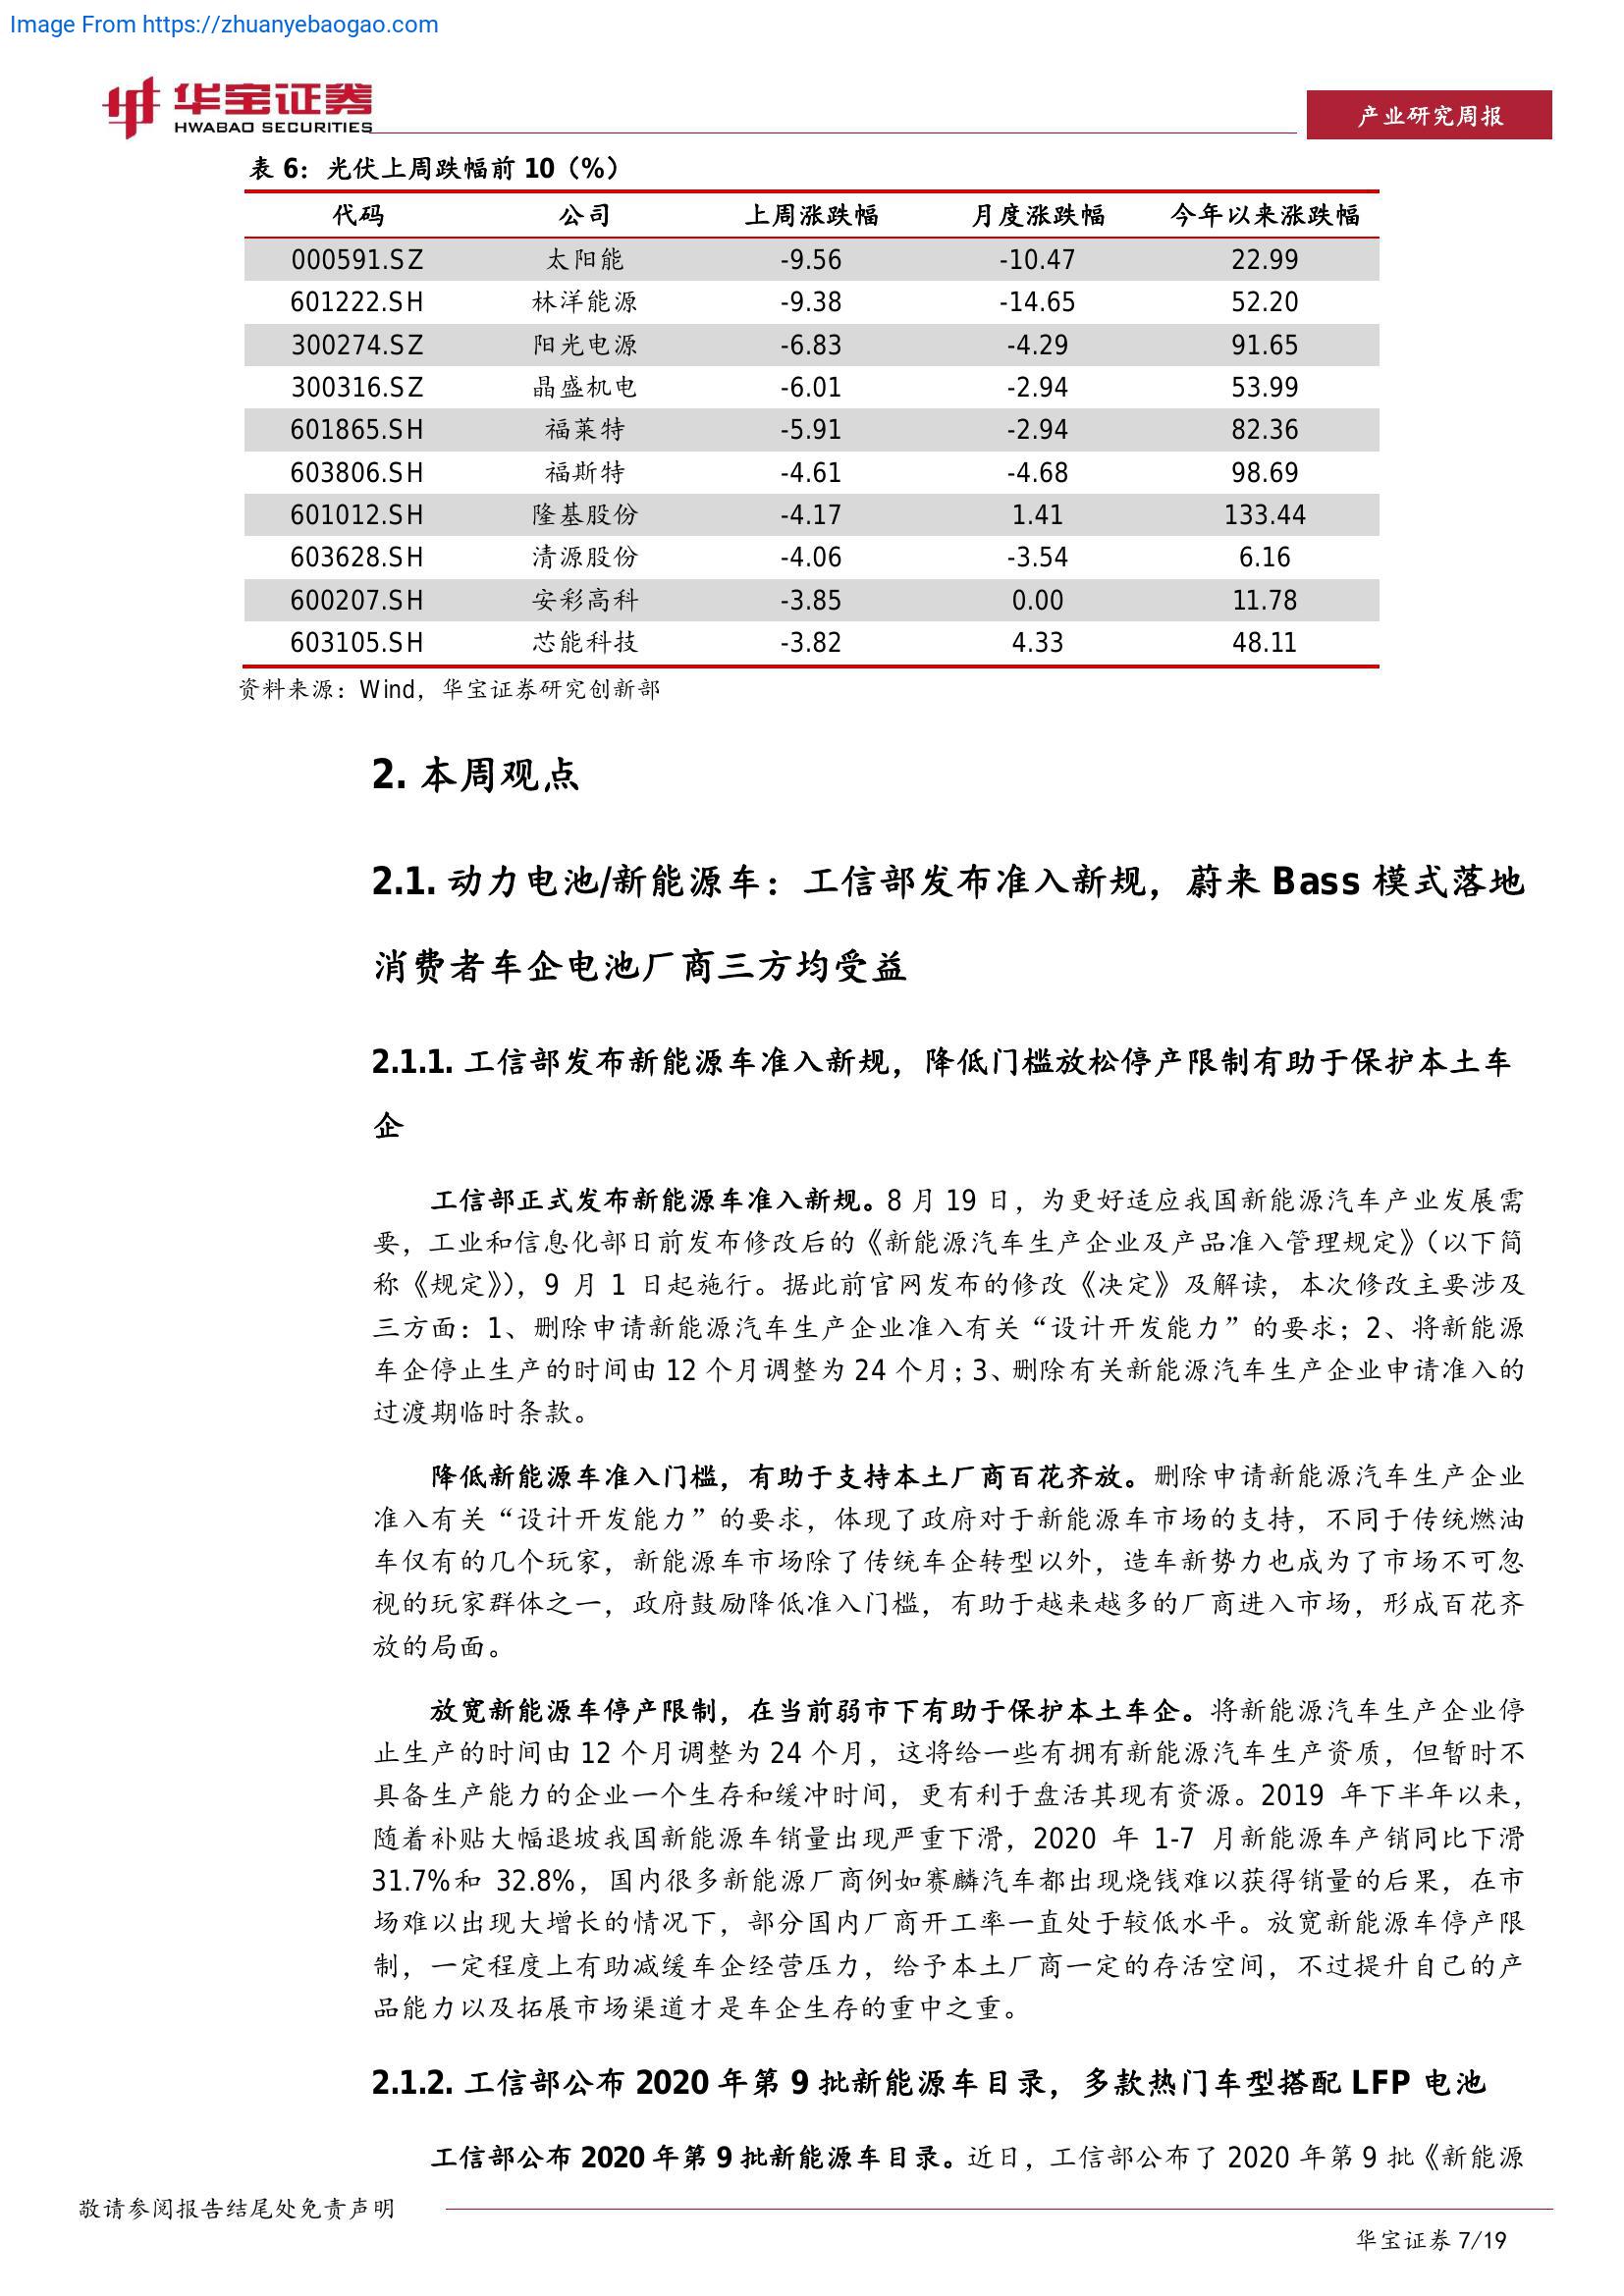 Image From https://zhuanyebaogao.com
华宝证券
HWABAO SECURITIES
产业研究周报
表 6：光伏上周跌幅前 10（%）
代码 公司 上周涨跌幅 月度涨跌幅 今年以来涨跌幅
000591.SZ 太阳能 -9.56 -10.47 22.99
601222.SH 林洋能源 -9.38 -14.65 52.20
300274.SZ 阳光电源 -6.83 -4.29 91.65
300316.SZ 晶盛机电 -6.01 -2.94 53.99
601865.SH 福莱特 -5.91 -2.94 82.36
603806.SH 福斯特 -4.61 -4.68 98.69
601012.SH 隆基股份 -4.17 1.41 133.44
603628.SH 清源股份 -4.06 -3.54 6.16
600207.SH 安彩高科 -3.85 0.00 11.78
603105.SH 芯能科技 -3.82 4.33 48.11
资料来源：Wind，华宝证券研究创新部
2. 本周观点
2.1. 动力电池/新能源车：工信部发布准入新规，蔚来 Bass 模式落地
消费者车企电池厂商三方均受益
2.1.1. 工信部发布新能源车准入新规，降低门槛放松停产限制有助于保护本土车
企
工信部正式发布新能源车准入新规。8 月 19 日，为更好适应我国新能源汽车产业发展需
要，工业和信息化部日前发布修改后的《新能源汽车生产企业及产品准入管理规定》（以下简
称《规定》），9 月 1 日起施行。据此前官网发布的修改《决定》及解读，本次修改主要涉及
三方面：1、删除申请新能源汽车生产企业准入有关“设计开发能力”的要求；2、将新能源
车企停止生产的时间由 12 个月调整为 24 个月；3、删除有关新能源汽车生产企业申请准入的
过渡期临时条款。
降低新能源车准入门槛，有助于支持本土厂商百花齐放。删除申请新能源汽车生产企业
准入有关“设计开发能力”的要求，体现了政府对于新能源车市场的支持，不同于传统燃油
车仅有的几个玩家，新能源车市场除了传统车企转型以外，造车新势力也成为了市场不可忽
视的玩家群体之一，政府鼓励降低准入门槛，有助于越来越多的厂商进入市场，形成百花齐
放的局面。
放宽新能源车停产限制，在当前弱市下有助于保护本土车企。将新能源汽车生产企业停
止生产的时间由 12 个月调整为 24 个月，这将给一些有拥有新能源汽车生产资质，但暂时不
具备生产能力的企业一个生存和缓冲时间，更有利于盘活其现有资源。2019 年下半年以来，
随着补贴大幅退坡我国新能源车销量出现严重下滑，2020 年 1-7 月新能源车产销同比下滑
31.7%和 32.8%，国内很多新能源厂商例如赛麟汽车都出现烧钱难以获得销量的后果，在市
场难以出现大增长的情况下，部分国内厂商开工率一直处于较低水平。放宽新能源车停产限
制，一定程度上有助减缓车企经营压力，给予本土厂商一定的存活空间，不过提升自己的产
品能力以及拓展市场渠道才是车企生存的重中之重。
2.1.2. 工信部公布 2020 年第 9 批新能源车目录，多款热门车型搭配 LFP 电池
工信部公布 2020 年第 9 批新能源车目录。近日，工信部公布了 2020 年第 9 批《新能源
敬请参阅报告结尾处免责声明
华宝证券 7/19